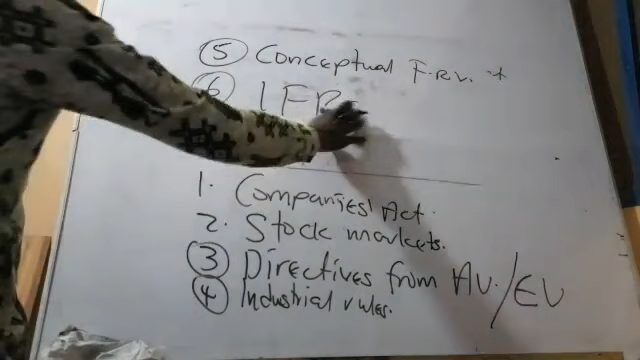 ⑤ Conceptual F.R.V.
⑥ IFR
1. Companies' Act.
2. Stock markets.
③ Directives from AU./EU
④ Industrial rules.